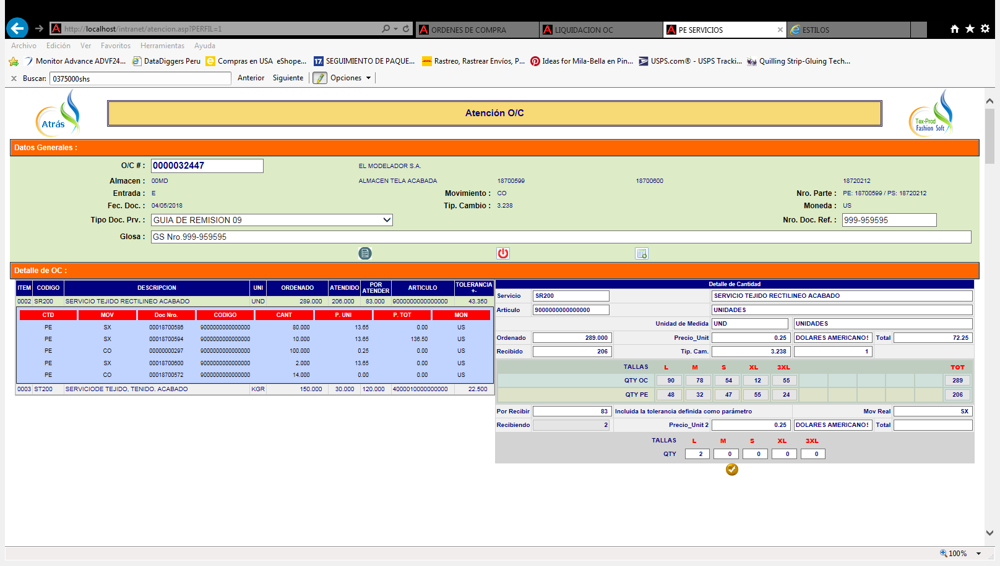 http://localhost/intranet/atencion.asp?PERFIL=1
ORDENES DE COMPRA
LIQUIDACION OC
PE SERVICIOS
ESTILOS
Archivo Edición Ver Favoritos Herramientas Ayuda
Monitor Advance ADVF24... DataDiggers Peru Compras en USA eShope... SEGUIMIENTO DE PAQUE... Rastreo, Rastrear Envíos, P... Ideas for Mila-Bella en Pin... USPS.com® - USPS Tracki... Quilling Strip-Gluing Tech...
x Buscar: 0375000shs Anterior Siguiente Opciones
Atrás
Atención O/C
Tex-Prod
Fashion Soft
Datos Generales :
O/C # : 0000032447 EL MODELADOR S.A.
Almacen : 00MD ALMACEN TELA ACABADA 18700599 18700600 18720212
Entrada : E Movimiento : CO Nro. Parte : PE: 18700599 / PS: 18720212
Fec. Doc. : 04/05/2018 Tip. Cambio : 3.238 Moneda : US
Tipo Doc. Prv. : GUIA DE REMISION 09 Nro. Doc. Ref. : 999-959595
Glosa : GS Nro.999-959595
Detalle de OC :
ITEM CODIGO DESCRIPCION UNI ORDENADO ATENDIDO POR ATENDER ARTICULO TOLERANCIA +-
0002 SR200 SERVICIO TEJIDO RECTILINEO ACABADO UND 289.000 206.000 83.000 9000000000000000 43.350
CTD MOV Doc Nro. CODIGO CANT P. UNI P. TOT MON
PE SX 00018700586 9000000000000000 80.000 13.65 0.00 US
PE SX 00018700594 9000000000000000 10.000 13.65 136.50 US
PE CO 00000000297 9000000000000000 100.000 0.25 0.00 US
PE SX 00018700600 9000000000000000 2.000 13.65 0.00 US
PE CO 00018700572 9000000000000000 14.000 0.00 0.00 US
0003 ST200 SERVICIODE TEJIDO, TENIDO. ACABADO KGR 150.000 30.000 120.000 4000010000000000 22.500
Detalle de Cantidad
Servicio SR200 SERVICIO TEJIDO RECTILINEO ACABADO
Articulo 9000000000000000 UNIDADES
Unidad de Medida UND UNIDADES
Ordenado 289.000 Precio_Unit 0.25 DOLARES AMERICANOS Total 72.25
Recibido 206 Tip. Cam. 3.238 1
TALLAS L M S XL 3XL TOT
QTY OC 90 78 54 12 55 289
QTY PE 48 32 47 55 24 206
Por Recibir 83 Incluida la tolerancia definida como parámetro Mov Real SX
Recibiendo 2 Precio_Unit 2 0.25 DOLARES AMERICANOS Total
TALLAS L M S XL 3XL
QTY 2 0 0 0 0
100%